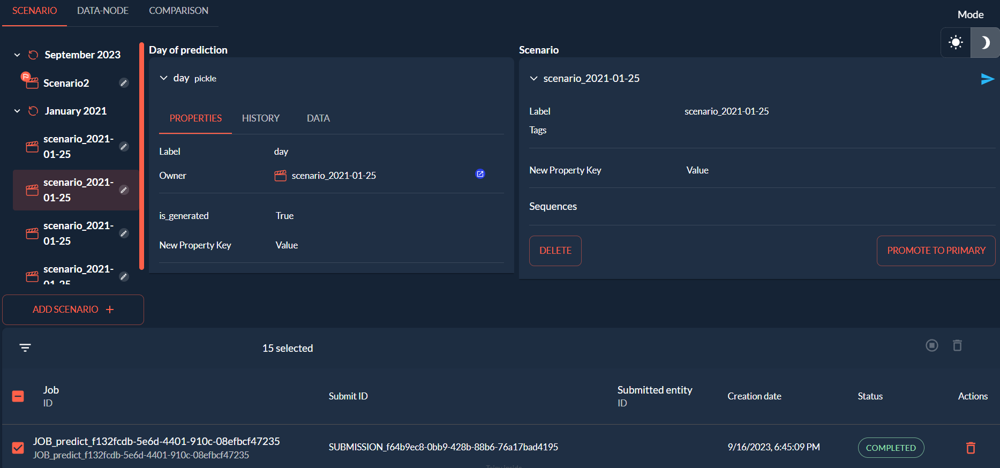 SCENARIO
DATA-NODE
COMPARISON
Mode
September 2023
Scenario2
January 2021
scenario_2021-
01-25
scenario_2021-
01-25
scenario_2021-
01-25
scenario_2021-
01-25
ADD SCENARIO +
Day of prediction
day pickle
PROPERTIES
HISTORY
DATA
Label day
Owner scenario_2021-01-25
is_generated True
New Property Key Value
Scenario
scenario_2021-01-25
Label scenario_2021-01-25
Tags
New Property Key Value
Sequences
DELETE
PROMOTE TO PRIMARY
15 selected
Job
ID
Submit ID
Submitted entity
ID
Creation date
Status
Actions
JOB_predict_f132fcdb-5e6d-4401-910c-08efbcf47235
JOB_predict_f132fcdb-5e6d-4401-910c-08efbcf47235
SUBMISSION_f64b9ec8-0bb9-428b-88b6-76a17bad4195
9/16/2023, 6:45:09 PM
COMPLETED